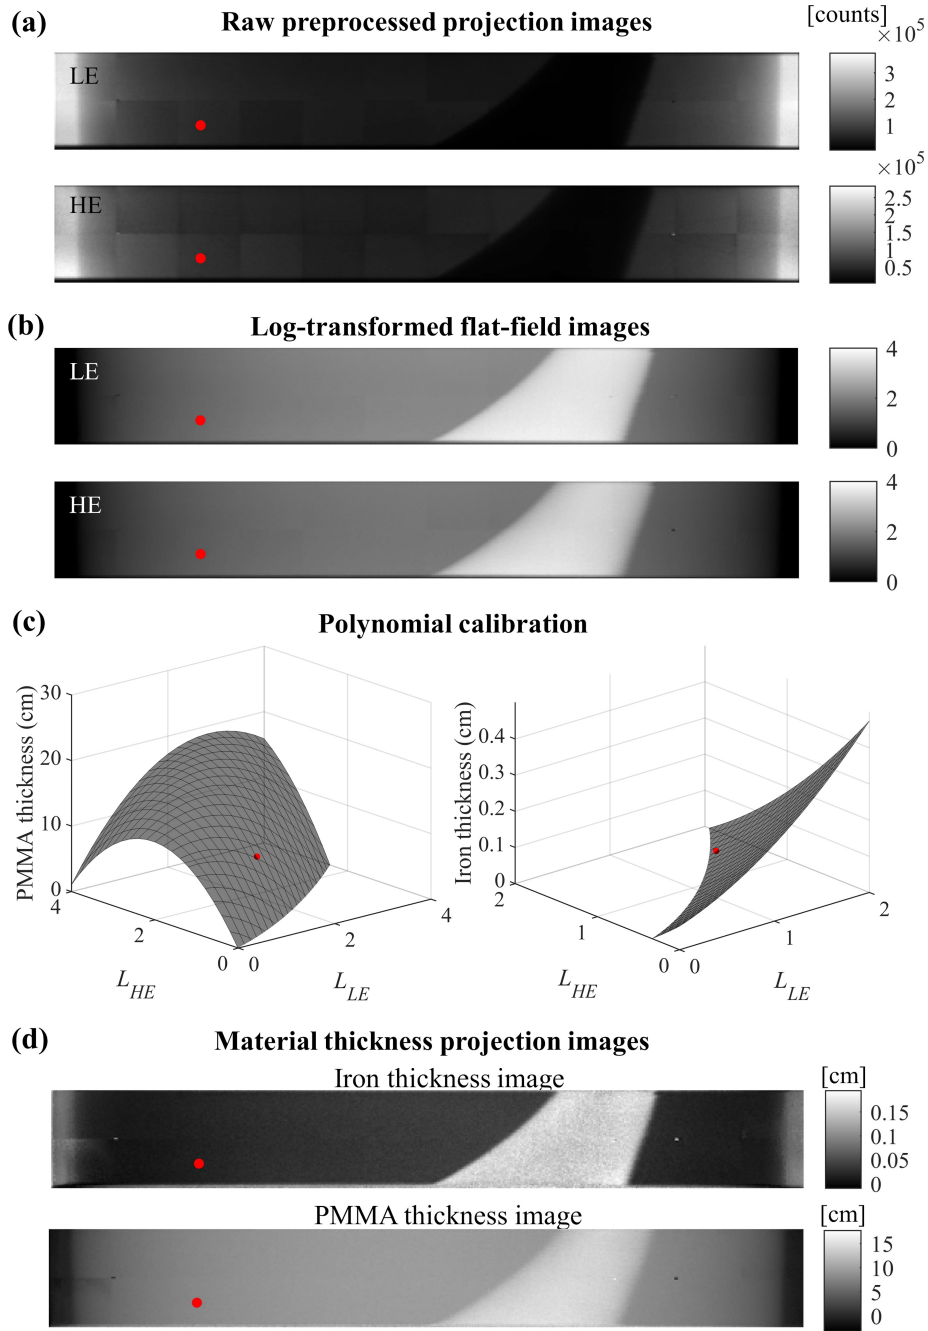 (a) Raw preprocessed projection images [counts]
×10⁵
LE
3
2
1
×10⁵
HE
2.5
2
1.5
1
0.5
(b) Log-transformed flat-field images
LE
4
2
0
HE
4
2
0
(c) Polynomial calibration
PMMA thickness (cm)
30
20
10
0
4
2
0
0
2
4
L_HE
L_LE
Iron thickness (cm)
0.4
0.3
0.2
0.1
0
2
1
0
0
1
2
L_HE
L_LE
(d) Material thickness projection images
Iron thickness image [cm]
0.15
0.1
0.05
0
PMMA thickness image [cm]
15
10
5
0